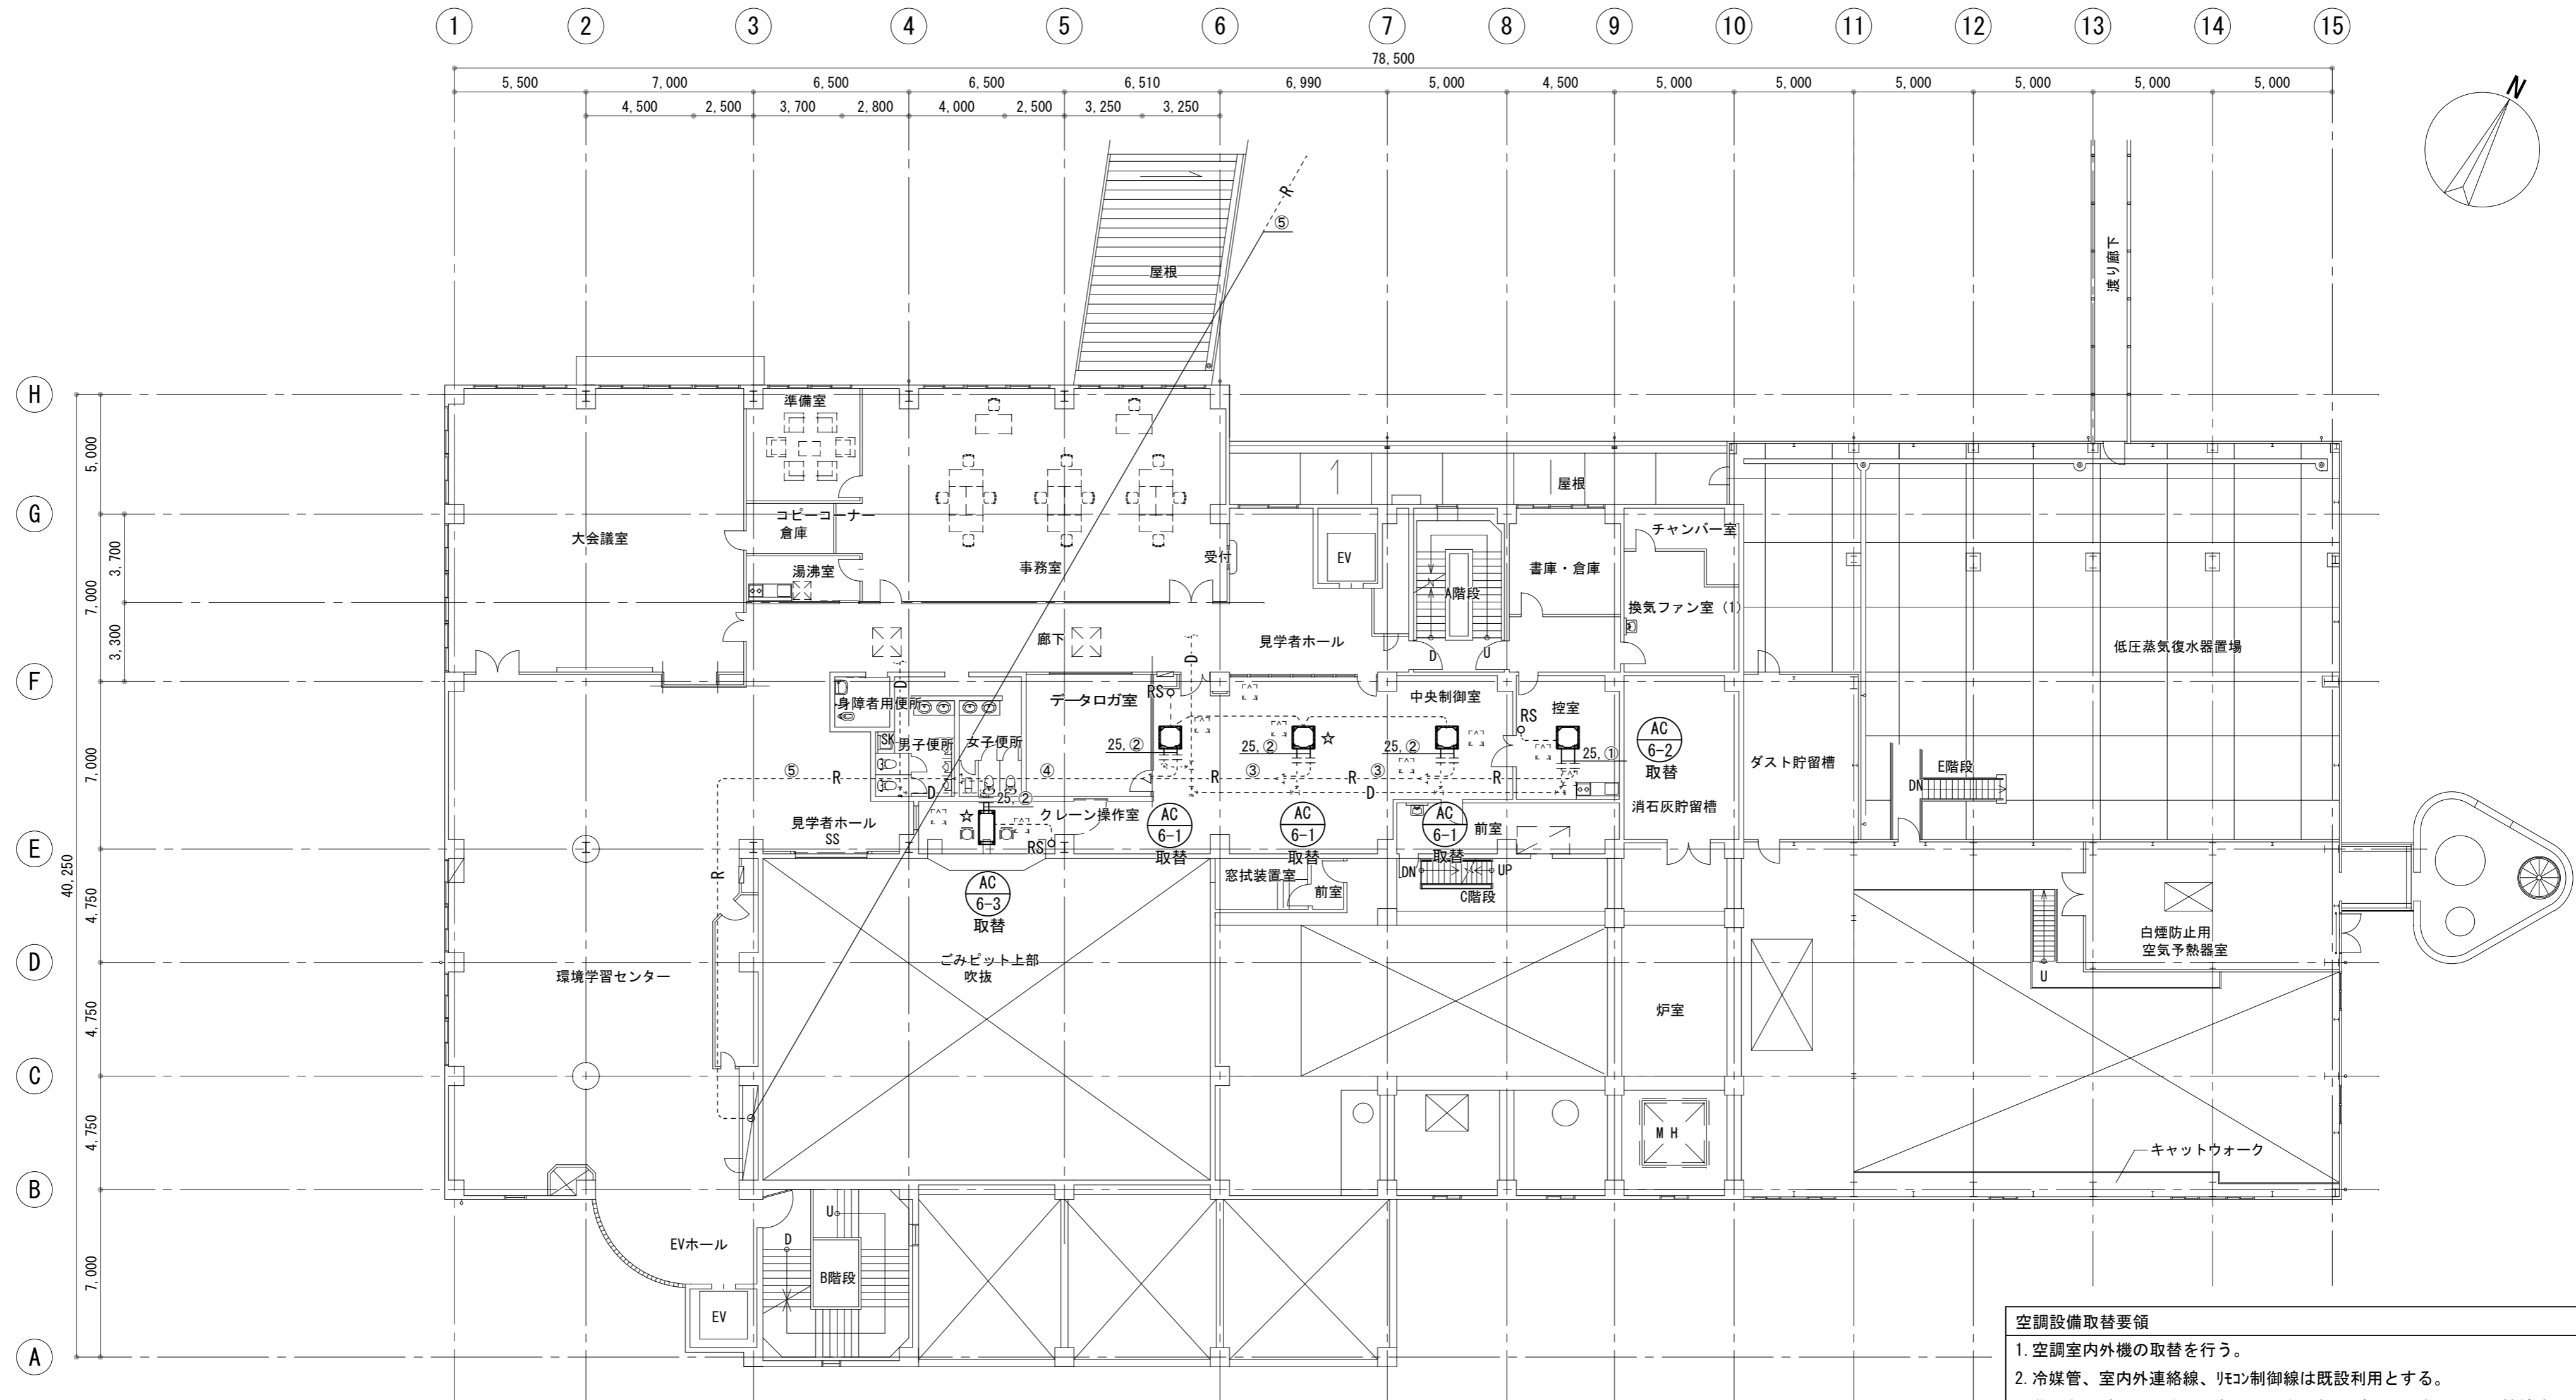 1 2 3 4 5 6 7 8 9 10 11 12 13 14 15
78,500
5,500 7,000 6,500 6,500 6,510 6,990 5,000 4,500 5,000 5,000 5,000 5,000 5,000 5,000
4,500 2,500 3,700 2,800 4,000 2,500 3,250 3,250
N
R
⑤
屋根
渡り廊下
H
準備室
5,000
屋根
G
コピーコーナー
倉庫
チャンバー室
大会議室
受付
EV
3,700
湯沸室
事務室
書庫・倉庫
7,000
A階段
換気ファン室 (1)
3,300
廊下
見学者ホール
D
D
U
低圧蒸気復水器置場
F
D
身障者用便所
データロガ室
RS
中央制御室
控室
RS
SK
男子便所
女子便所
25,②
25,②
☆
25,②
25,①
AC
6-2
取替
7,000
ダスト貯留槽
E階段
DN
⑤
R
④
R
③
R
③
R
D
D
25,②
☆
クレーン操作室
消石灰貯留槽
見学者ホール
SS
RS
AC
6-1
取替
AC
6-1
取替
AC
6-1
取替
前室
E
40,250
R
AC
6-3
取替
窓拭装置室
前室
DN
UP
C階段
4,750
白煙防止用
空気予熱器室
D
ごみピット上部
吹抜
環境学習センター
U
4,750
炉室
C
4,750
M H
キャットウォーク
B
U
EVホール
D
7,000
B階段
EV
A
空調設備取替要領
1.空調室内外機の取替を行う。
2.冷媒管、室内外連絡線、ﾘﾓｺﾝ制御線は既設利用とする。